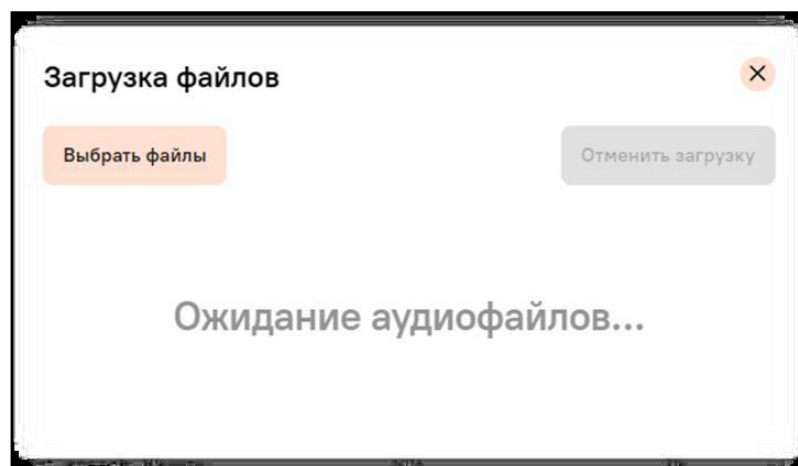 Загрузка файлов
Выбрать файлы
Отменить загрузку
Ожидание аудиофайлов...